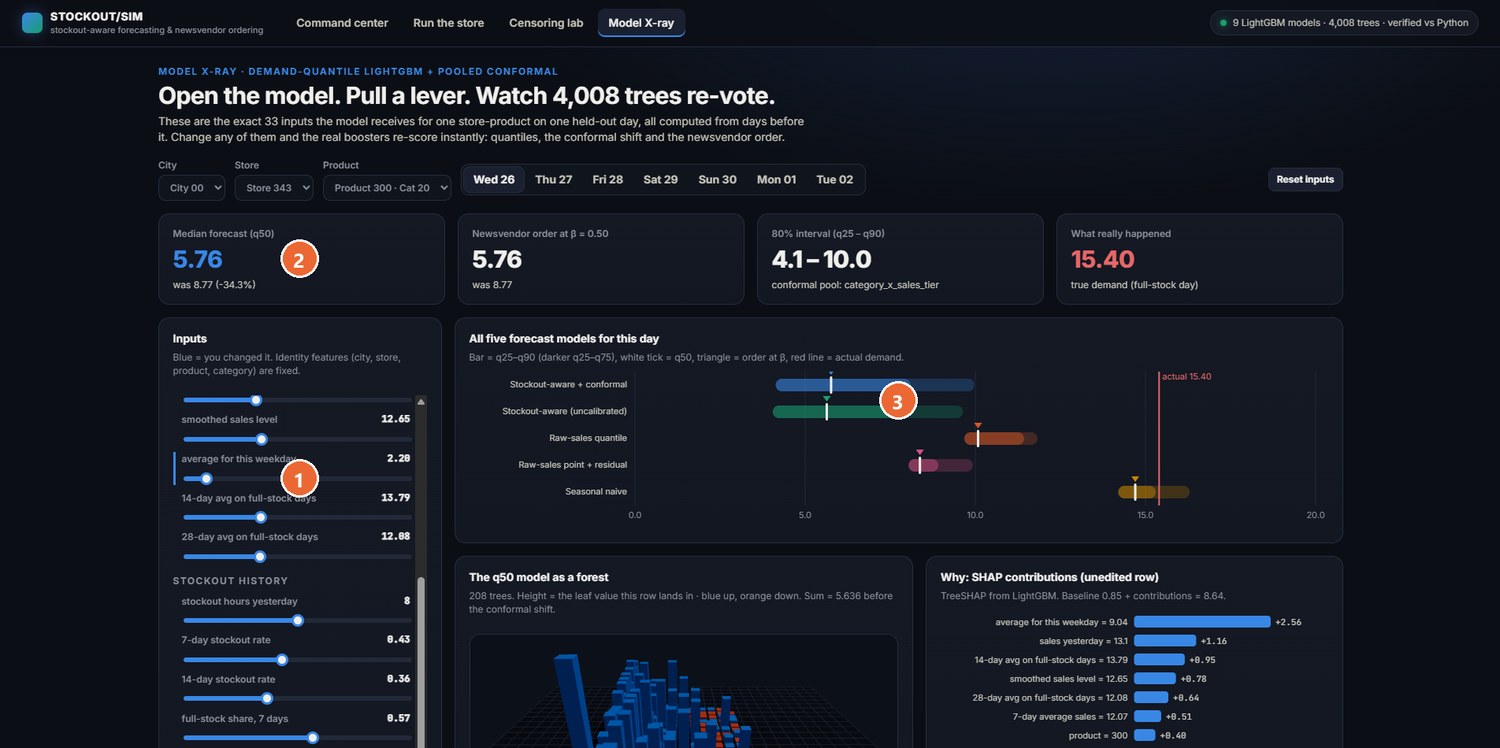 STOCKOUT/SIM
stockout-aware forecasting & newsvendor ordering
Command center
Run the store
Censoring lab
Model X-ray
9 LightGBM models · 4,008 trees · verified vs Python
MODEL X-RAY · DEMAND-QUANTILE LIGHTGBM + POOLED CONFORMAL
Open the model. Pull a lever. Watch 4,008 trees re-vote.
These are the exact 33 inputs the model receives for one store-product on one held-out day, all computed from days before
it. Change any of them and the real boosters re-score instantly: quantiles, the conformal shift and the newsvendor order.
City
Store
Product
City 00
Store 343
Product 300 · Cat 20
Wed 26
Thu 27
Fri 28
Sat 29
Sun 30
Mon 01
Tue 02
Reset inputs
Median forecast (q50)
5.76
was 8.77 (-34.3%)
2
Newsvendor order at β = 0.50
5.76
was 8.77
80% interval (q25 – q90)
4.1 – 10.0
conformal pool: category_x_sales_tier
What really happened
15.40
true demand (full-stock day)
Inputs
Blue = you changed it. Identity features (city, store,
product, category) are fixed.
smoothed sales level 12.65
average for this weekday 2.20
1
14-day avg on full-stock days 13.79
28-day avg on full-stock days 12.08
STOCKOUT HISTORY
stockout hours yesterday 8
7-day stockout rate 0.43
14-day stockout rate 0.36
full-stock share, 7 days 0.57
All five forecast models for this day
Bar = q25–q90 (darker q25–q75), white tick = q50, triangle = order at β, red line = actual demand.
actual 15.40
Stockout-aware + conformal
3
Stockout-aware (uncalibrated)
Raw-sales quantile
Raw-sales point + residual
Seasonal naive
0.0 5.0 10.0 15.0 20.0
The q50 model as a forest
208 trees. Height = the leaf value this row lands in · blue up, orange down. Sum = 5.636 before
the conformal shift.
Why: SHAP contributions (unedited row)
TreeSHAP from LightGBM. Baseline 0.85 + contributions = 8.64.
average for this weekday = 9.04 +2.56
sales yesterday = 13.1 +1.16
14-day avg on full-stock days = 13.79 +0.95
smoothed sales level = 12.65 +0.78
28-day avg on full-stock days = 12.08 +0.64
7-day average sales = 12.07 +0.51
product = 300 +0.40